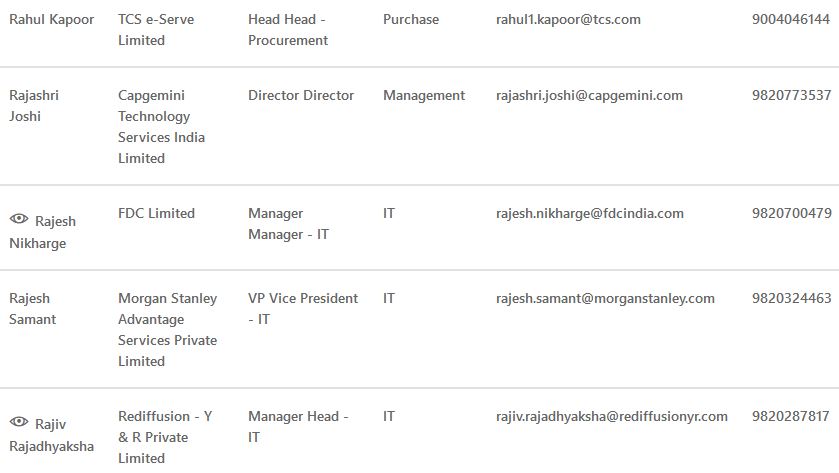 Rahul Kapoor TCS e-Serve Head Head - Purchase rahul1.kapoor@tcs.com 9004046144
Limited Procurement
Rajashri Capgemini Director Director Management rajashri.joshi@capgemini.com 9820773537
Joshi Technology
Services India
Limited
Rajesh FDC Limited Manager IT rajesh.nikharge@fdcindia.com 9820700479
Nikharge Manager - IT
Rajesh Morgan Stanley VP Vice President IT rajesh.samant@morganstanley.com 9820324463
Samant Advantage - IT
Services Private
Limited
Rajiv Rediffusion - Y Manager Head - IT rajiv.rajadhyaksha@rediffusionyr.com 9820287817
Rajadhyaksha & R Private IT
Limited